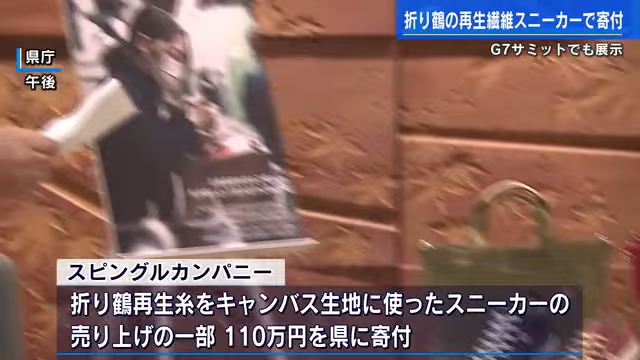 折り鶴の再生繊維スニーカーで寄付
G7サミットでも展示
県庁
午後
スピングルカンパニー
折り鶴再生糸をキャンバス生地に使ったスニーカーの
売り上げの一部 110万円を県に寄付